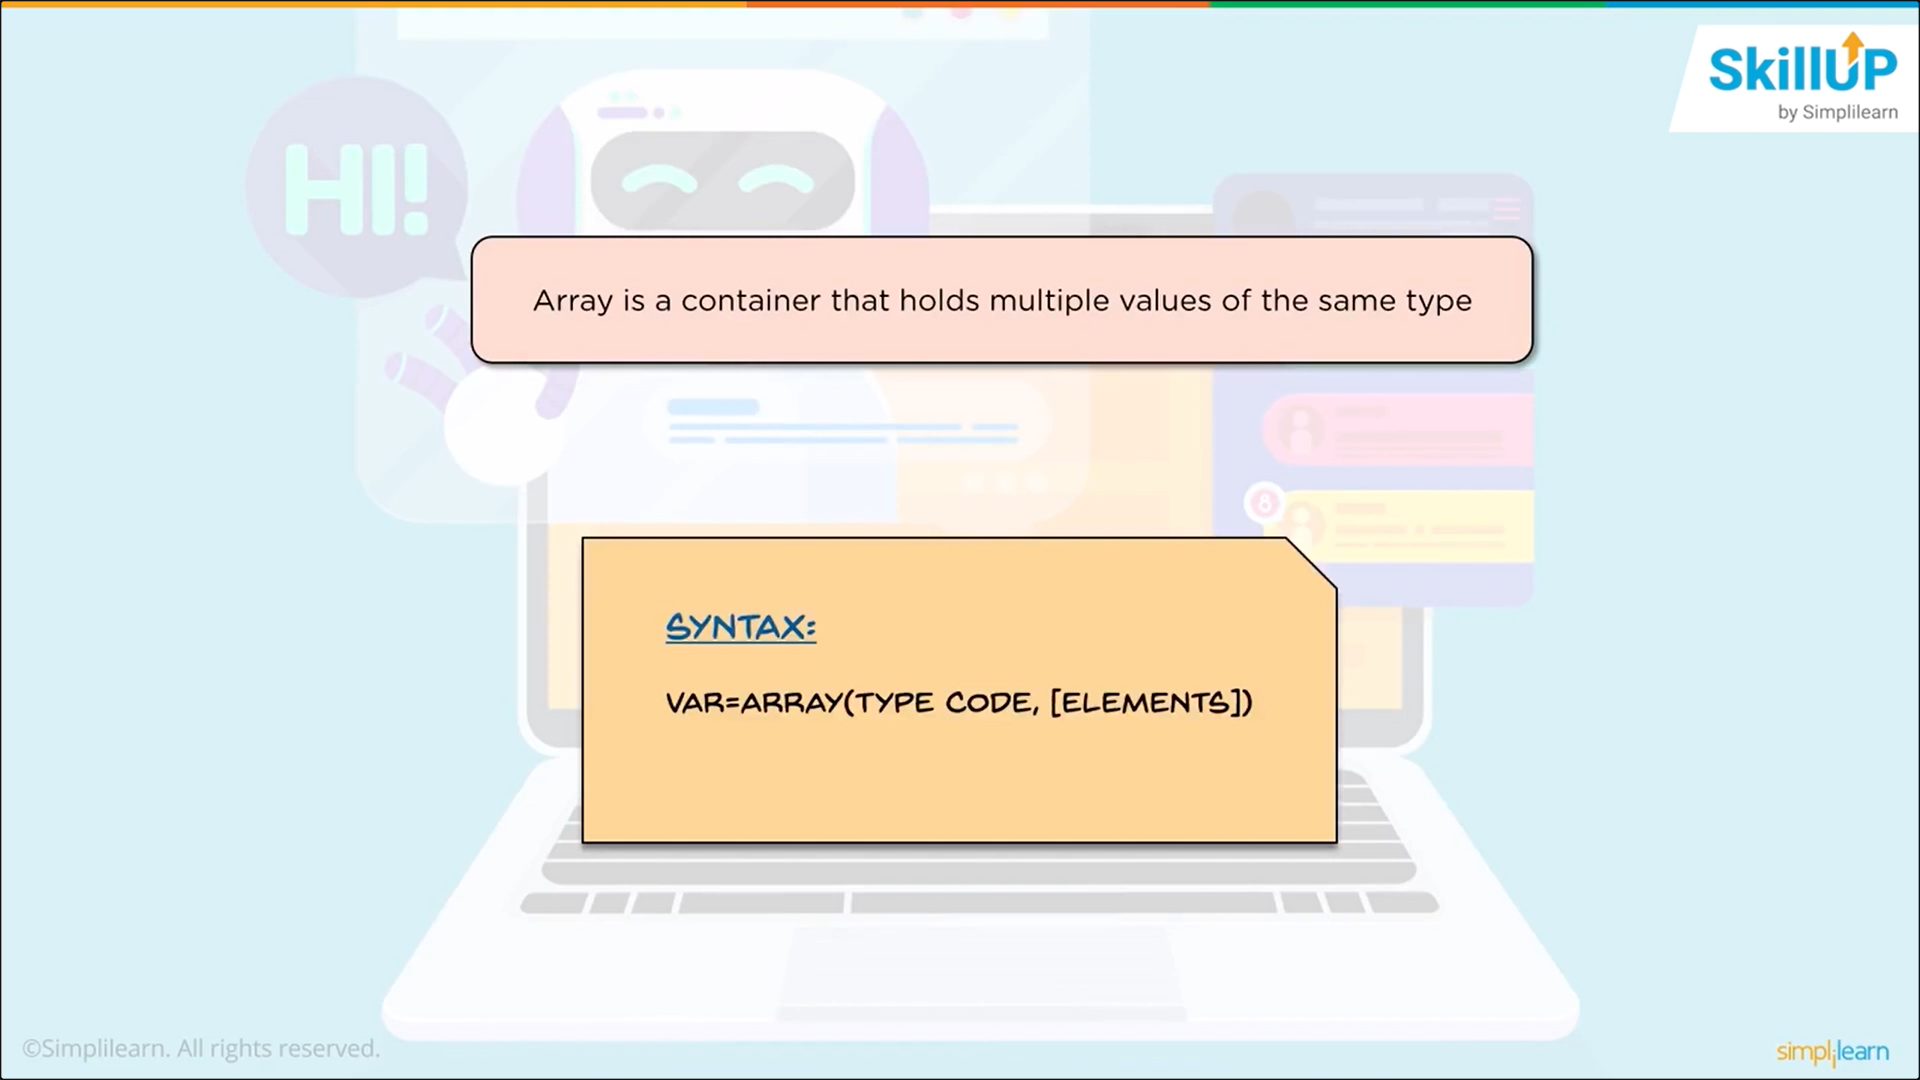 SkillUP
by Simplilearn
HI!
Array is a container that holds multiple values of the same type
8
SYNTAX:
VAR=ARRAY(TYPE CODE, [ELEMENTS])
©Simplilearn. All rights reserved.
simplilearn